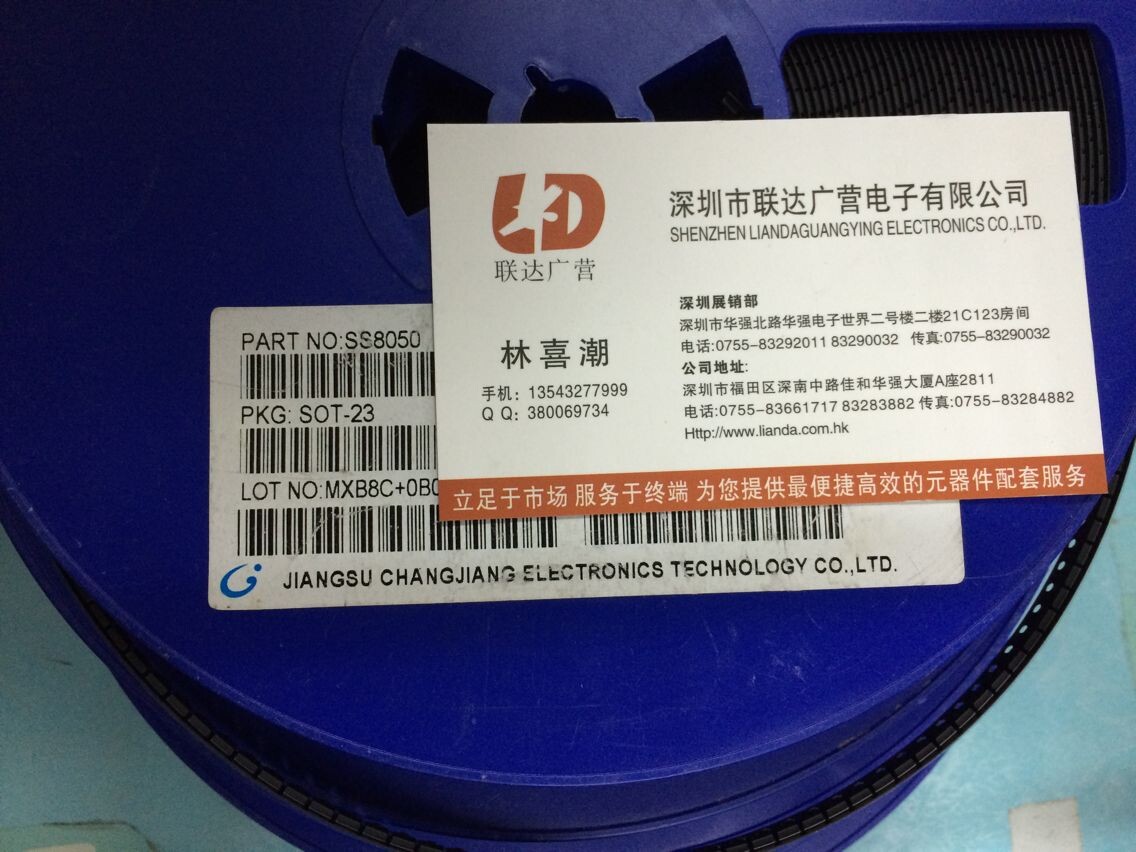 联达广营
深圳市联达广营电子有限公司
SHENZHEN LIANDAGUANGYING ELECTRONICS CO.,LTD.
林喜潮
手机：13543277999
Q Q：380069734
深圳展销部
深圳市华强北路华强电子世界二号楼二楼21C123房间
电话:0755-83292011 83290032 传真:0755-83290032
公司地址:
深圳市福田区深南中路佳和华强大厦A座2811
电话:0755-83661717 83283882 传真:0755-83284882
Http://www.lianda.com.hk
立足于市场 服务于终端 为您提供最便捷高效的元器件配套服务
PART NO:SS8050
PKG: SOT-23
LOT NO:MXB8C+0B0
JIANGSU CHANGJIANG ELECTRONICS TECHNOLOGY CO.,LTD.